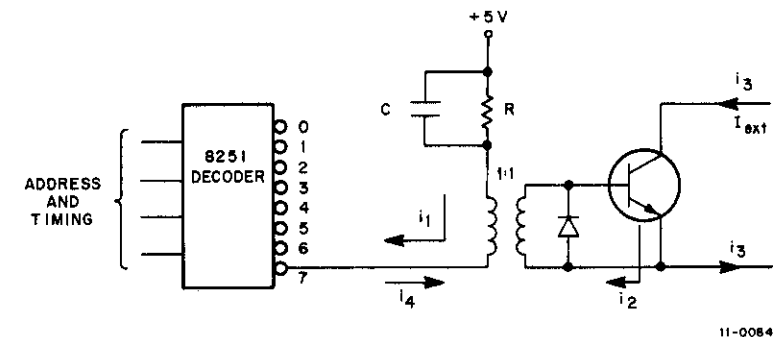 +5V
C
R
i3
Iext
8251
DECODER
0
1
2
3
4
5
6
7
ADDRESS
AND
TIMING
1:1
i1
i4
i2
i3
11-0084